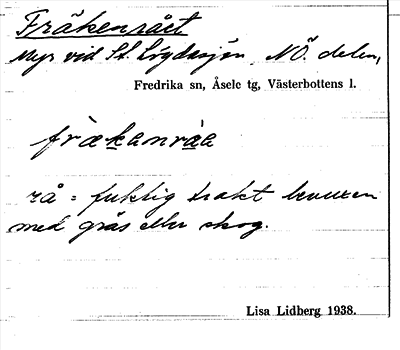 Fräkenrået
Myr vid St. Lögdasjön NÖ. delen,
Fredrika sn, Åsele tg, Västerbottens l.
rå = fuktig trakt bevuxen
med gräs eller skog.
Lisa Lidberg 1938.